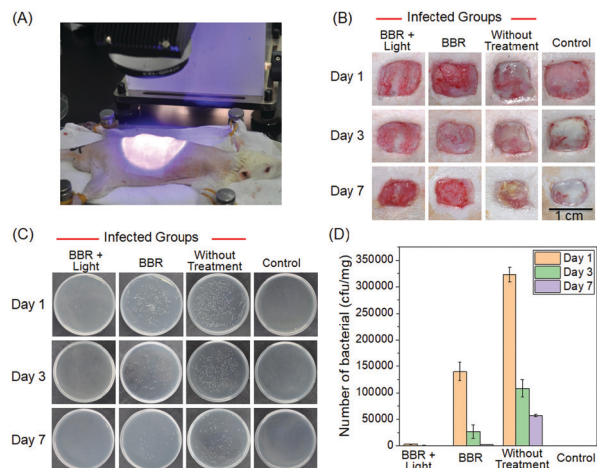 (A)
(B)
Infected Groups
BBR + Light
BBR
Without Treatment
Control
Day 1
Day 3
Day 7
1 cm
(C)
Infected Groups
BBR + Light
BBR
Without Treatment
Control
Day 1
Day 3
Day 7
(D)
Number of bacterial (cfu/mg)
400000
350000
300000
250000
200000
150000
100000
50000
0
Day 1
Day 3
Day 7
BBR + Light
BBR
Without Treatment
Control